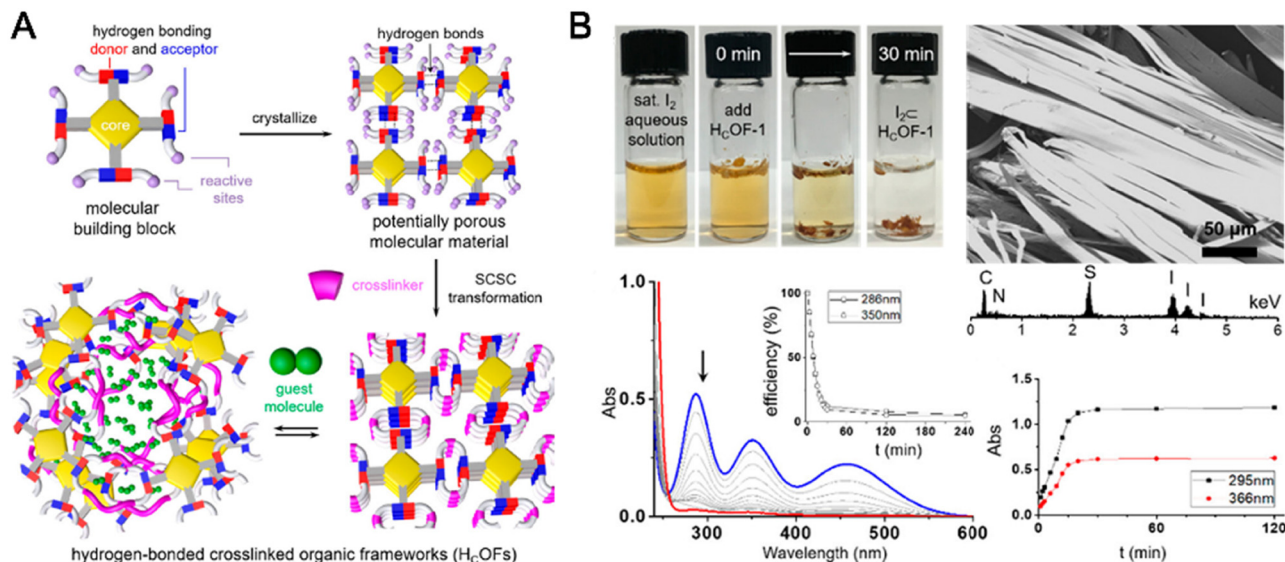 A
hydrogen bonding
donor and acceptor
core
reactive
sites
molecular
building block
crystallize
hydrogen bonds
potentially porous
molecular material
crosslinker
SCSC
transformation
guest
molecule
hydrogen-bonded crosslinked organic frameworks (HCOFs)
B
sat. I2
aqueous
solution
0 min
add
HCOF-1
30 min
I2⊂
HCOF-1
50 µm
C
N
S
I
I
I
keV
0 1 2 3 4 5 6
1.0
0.5
0.0
Abs
300 400 500 600
Wavelength (nm)
100
80
60
40
20
0
efficiency (%)
286nm
350nm
0 60 120 180 240
t (min)
1.5
1.0
0.5
0.0
Abs
295nm
366nm
0 60 120
t (min)